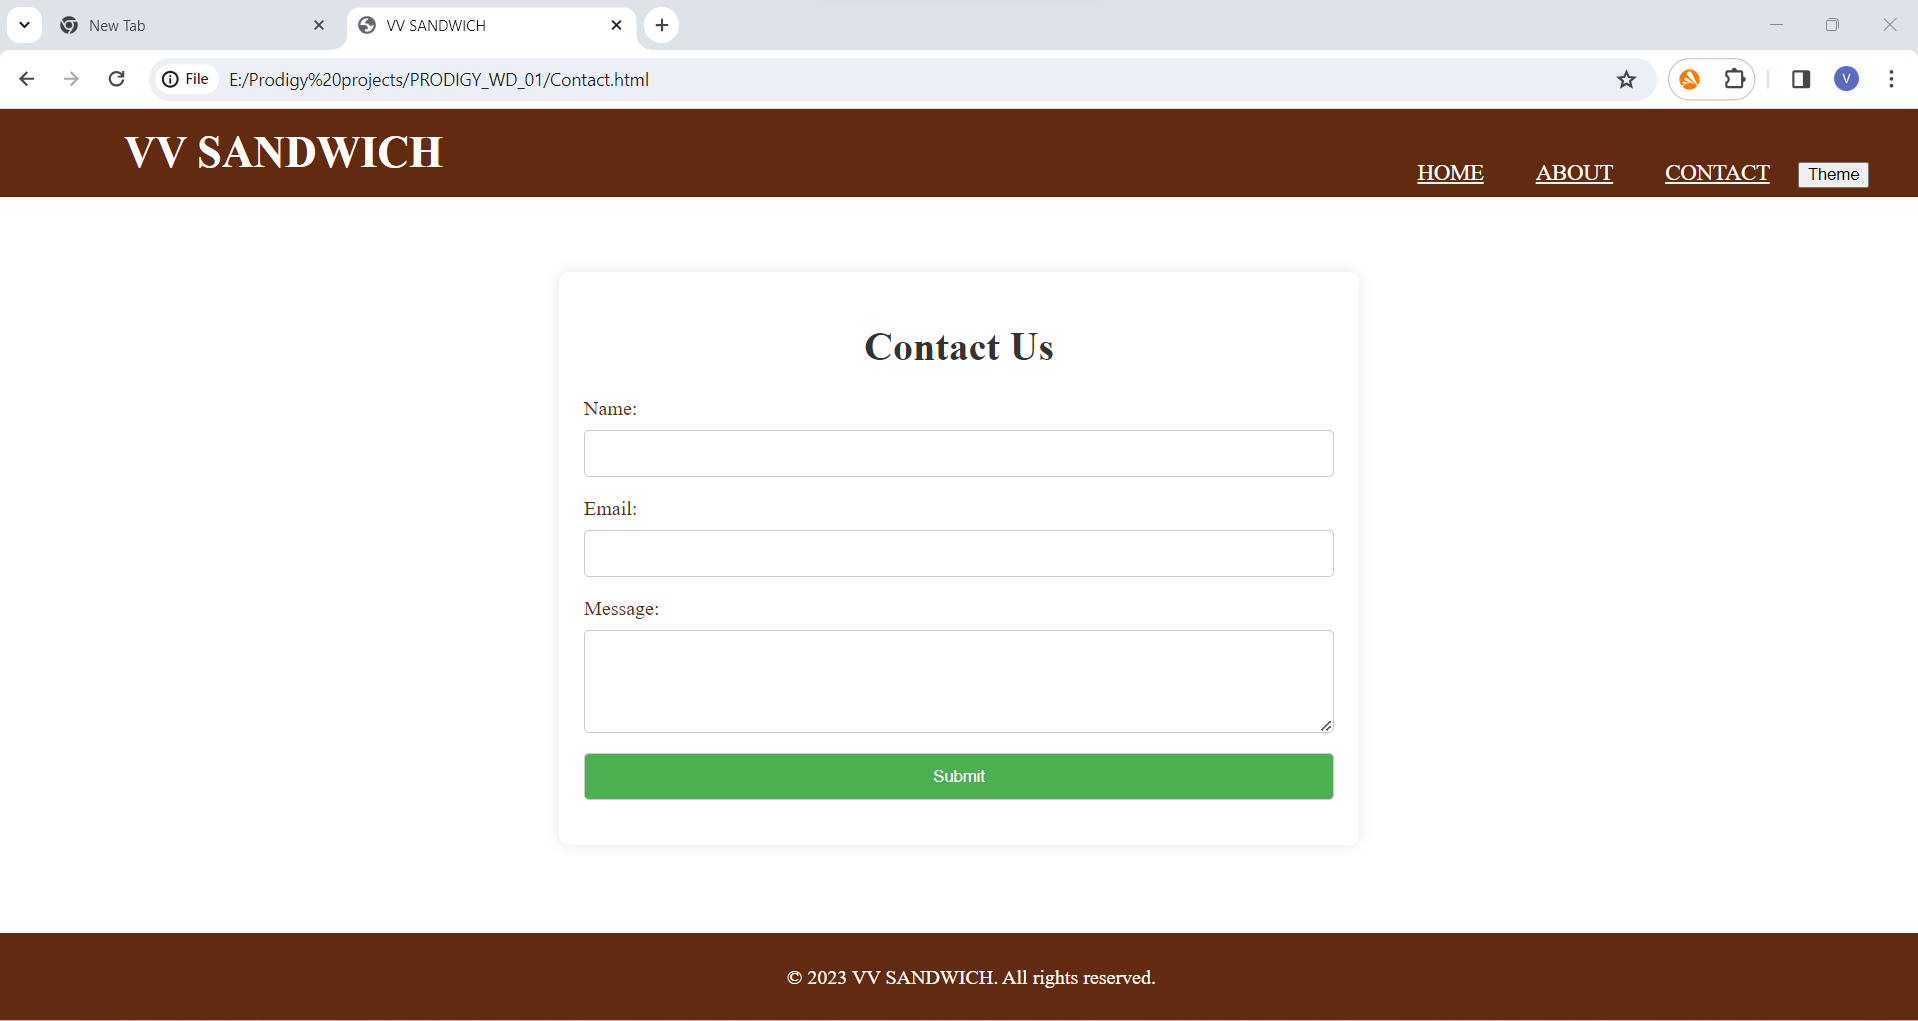 New Tab
VV SANDWICH
File
E:/Prodigy%20projects/PRODIGY_WD_01/Contact.html
V
VV SANDWICH
HOME
ABOUT
CONTACT
Theme
Contact Us
Name:
Email:
Message:
Submit
© 2023 VV SANDWICH. All rights reserved.